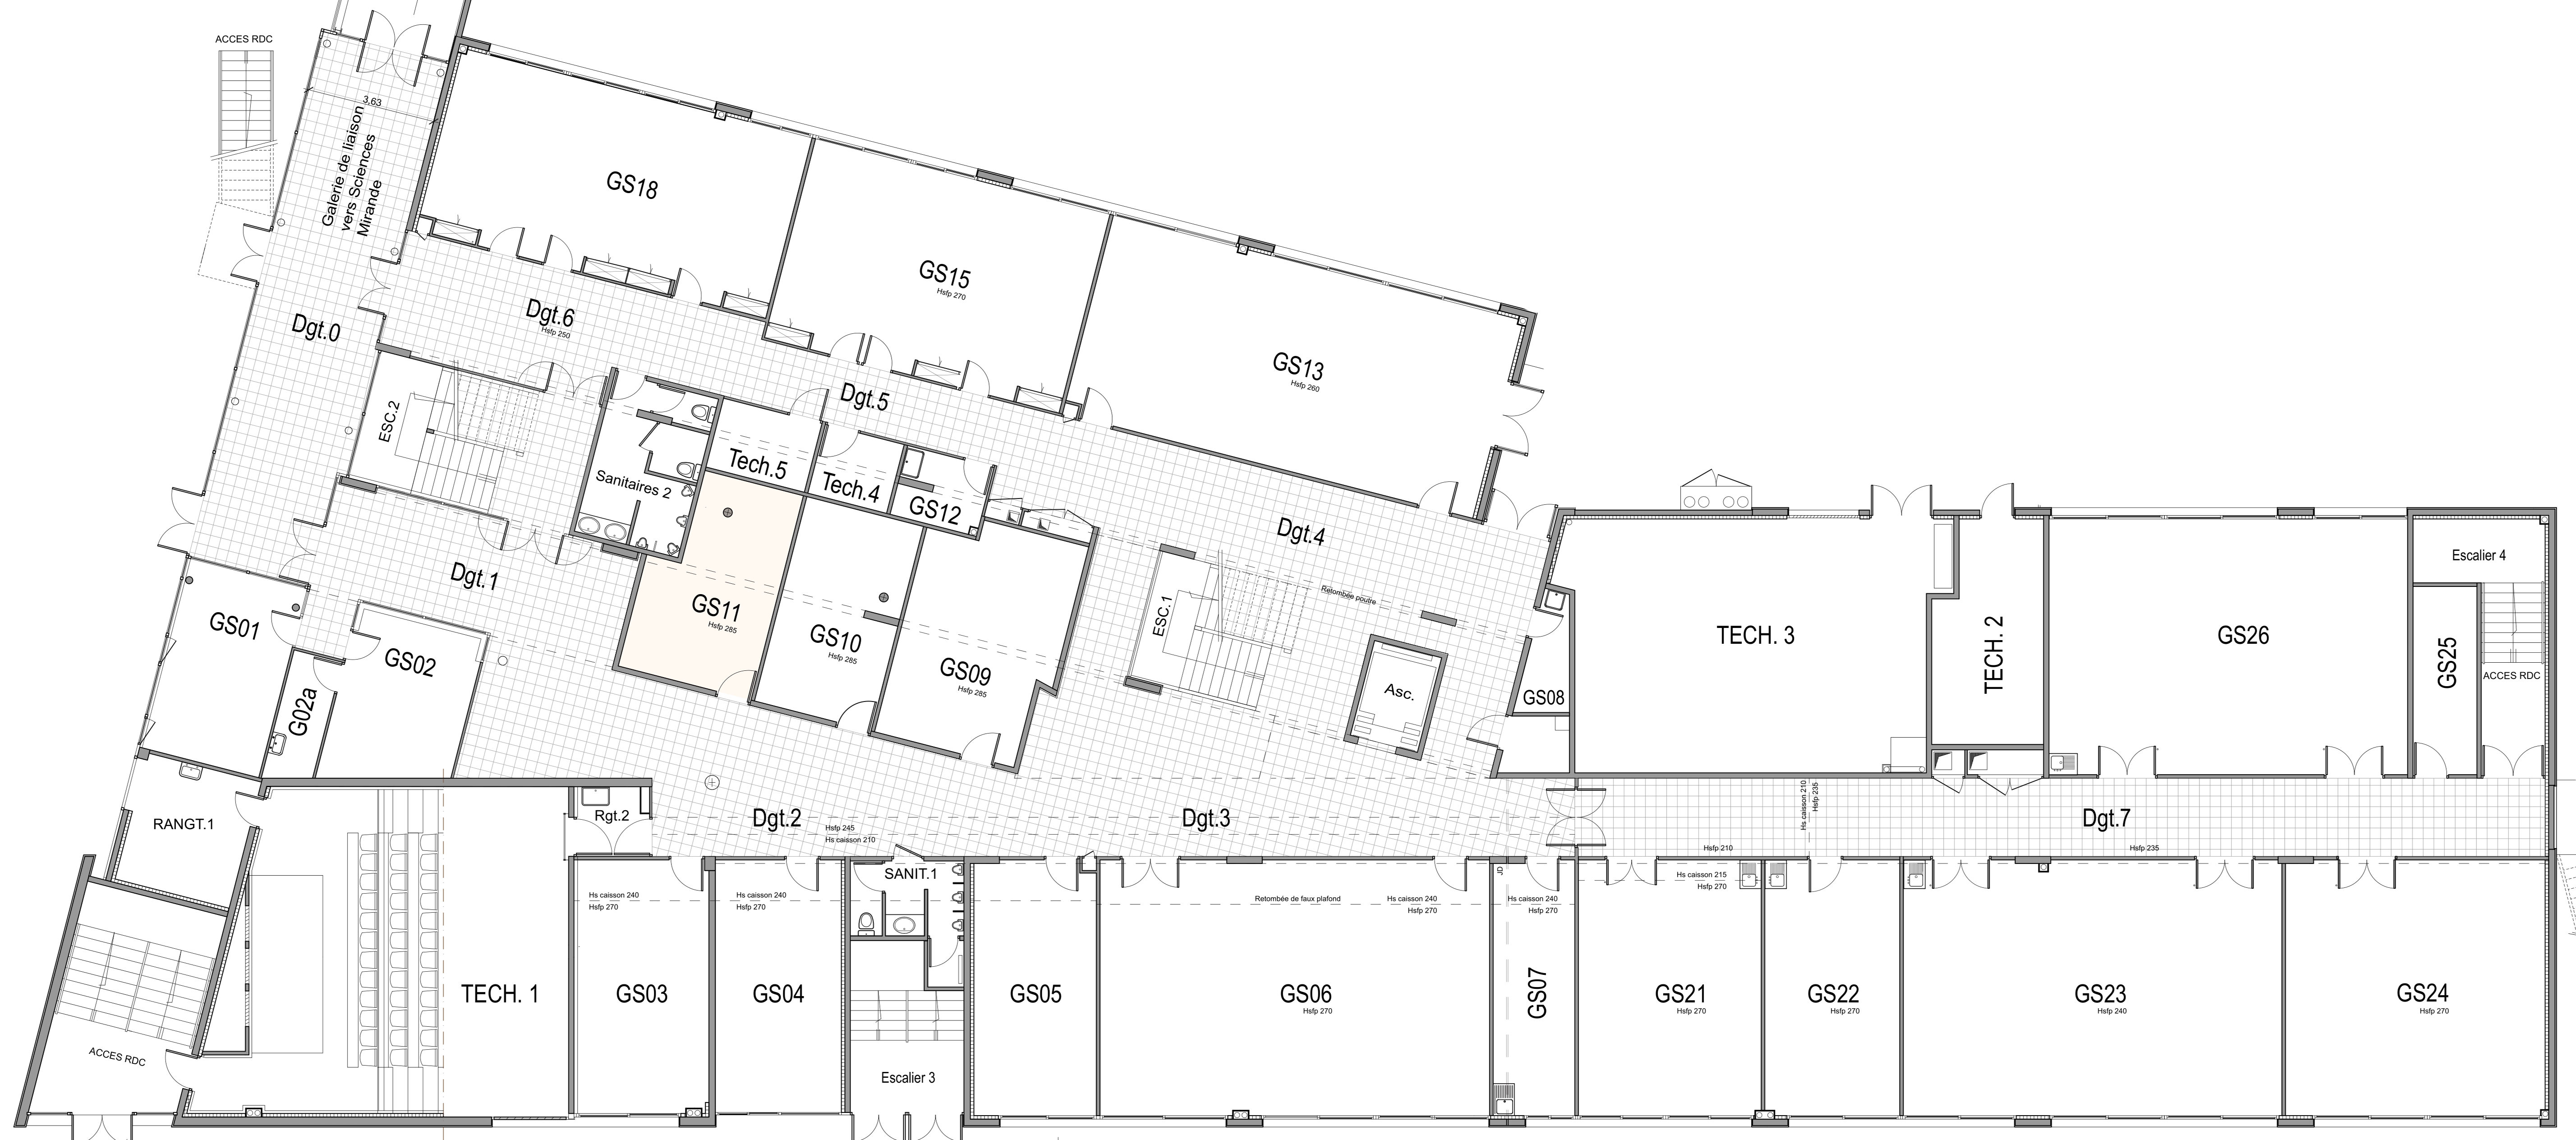 ACCES RDC
3,63
Galerie de liaison
vers Sciences
Mirande
GS18
GS15
Hsfp 270
GS13
Hsfp 260
Dgt.0
Dgt.6
Hsfp 250
Dgt.5
Dgt.4
ESC.2
Sanitaires 2
Tech.5
Tech.4
GS12
Dgt.1
GS01
GS02
G02a
GS11
Hsfp 285
GS10
Hsfp 285
GS09
Hsfp 285
ESC.1
Retombée poutre
Asc.
GS08
TECH. 3
TECH. 2
GS26
GS25
Escalier 4
ACCES RDC
RANGT.1
Rgt.2
Dgt.2
Hsfp 245
Hs caisson 210
Dgt.3
Hs caisson 210
Hsfp 235
Dgt.7
Hsfp 210
Hsfp 235
ACCES RDC
TECH. 1
Hs caisson 240
Hsfp 270
GS03
Hs caisson 240
Hsfp 270
GS04
SANIT.1
Escalier 3
GS05
Retombée de faux plafond
Hs caisson 240
Hsfp 270
GS06
Hsfp 270
JD
Hs caisson 240
Hsfp 270
GS07
Hs caisson 215
Hsfp 270
GS21
Hsfp 270
GS22
Hsfp 270
GS23
Hsfp 240
GS24
Hsfp 270